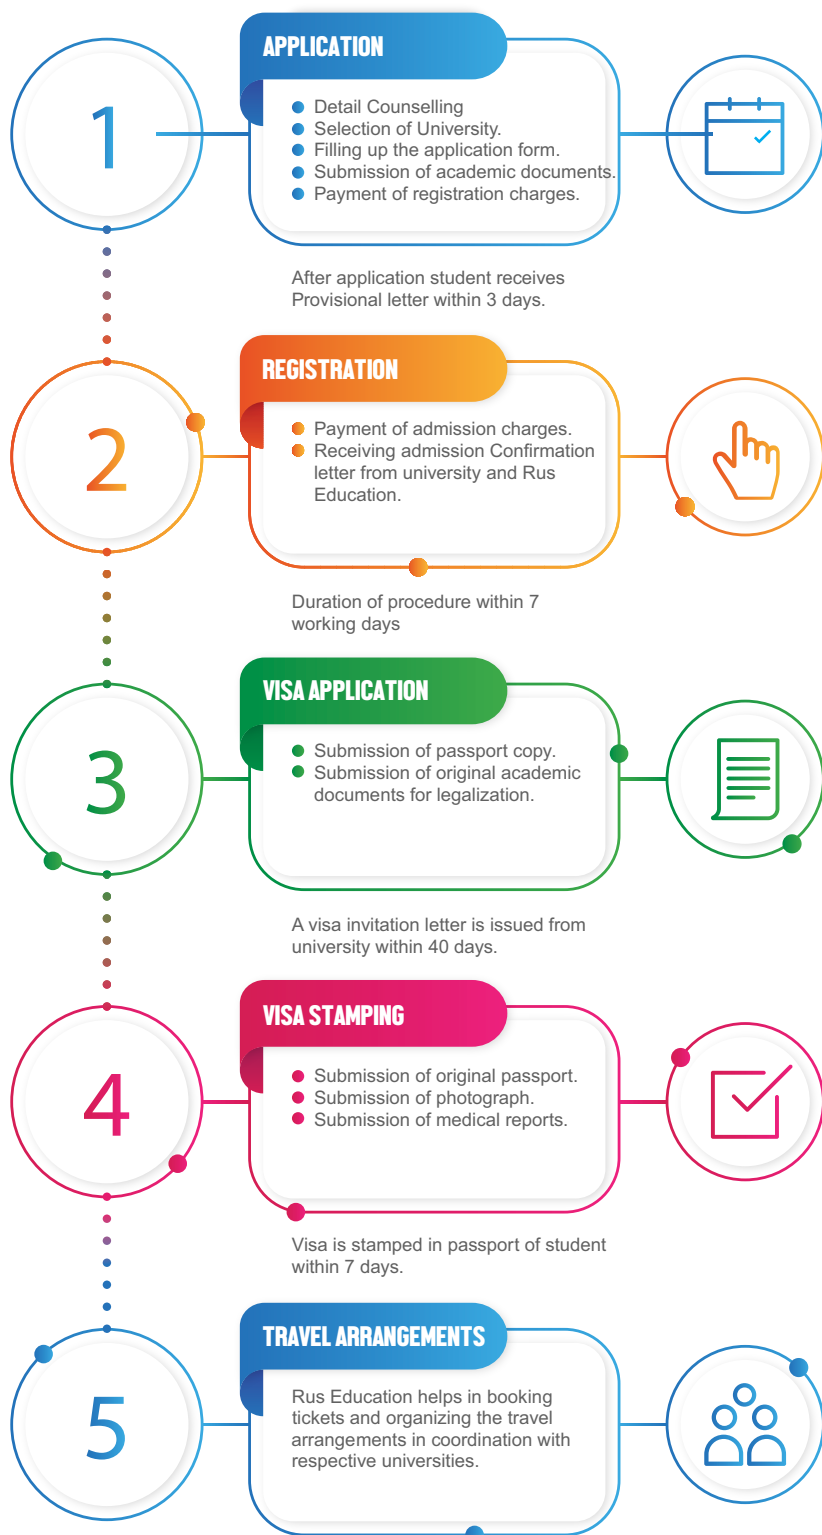 1
APPLICATION
Detail Counselling
Selection of University.
Filling up the application form.
Submission of academic documents.
Payment of registration charges.
After application student receives
Provisional letter within 3 days.
2
REGISTRATION
Payment of admission charges.
Receiving admission Confirmation
letter from university and Rus
Education.
Duration of procedure within 7
working days
3
VISA APPLICATION
Submission of passport copy.
Submission of original academic
documents for legalization.
A visa invitation letter is issued from
university within 40 days.
4
VISA STAMPING
Submission of original passport.
Submission of photograph.
Submission of medical reports.
Visa is stamped in passport of student
within 7 days.
5
TRAVEL ARRANGEMENTS
Rus Education helps in booking
tickets and organizing the travel
arrangements in coordination with
respective universities.